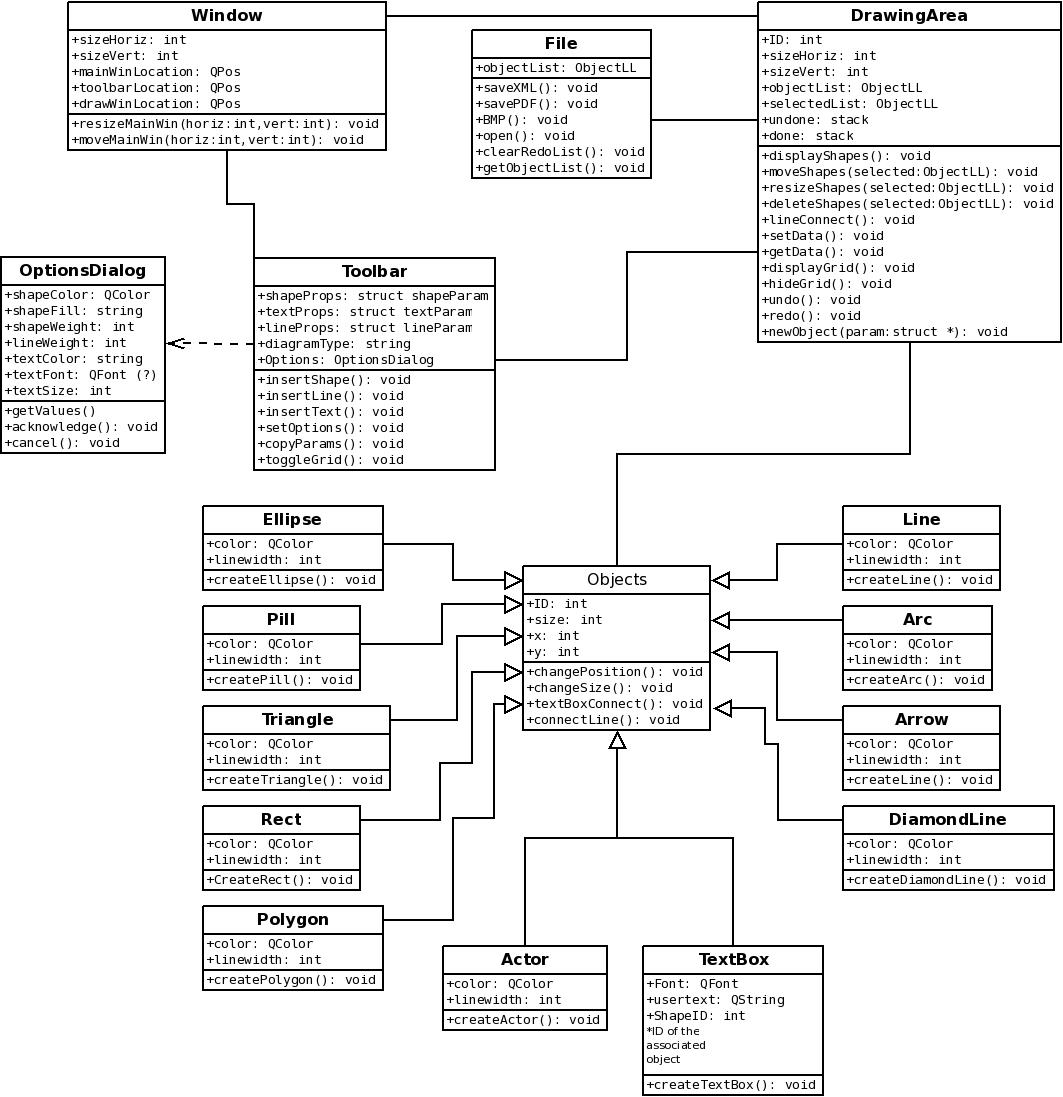 Window
+sizeHoriz: int
+sizeVert: int
+mainWinLocation: QPos
+toolbarLocation: QPos
+drawWinLocation: QPos
+resizeMainWin(horiz:int,vert:int): void
+moveMainWin(horiz:int,vert:int): void
File
+objectList: ObjectLL
+saveXML(): void
+savePDF(): void
+BMP(): void
+open(): void
+clearRedoList(): void
+getObjectList(): void
DrawingArea
+ID: int
+sizeHoriz: int
+sizeVert: int
+objectList: ObjectLL
+selectedList: ObjectLL
+undone: stack
+done: stack
+displayShapes(): void
+moveShapes(selected:ObjectLL): void
+resizeShapes(selected:ObjectLL): void
+deleteShapes(selected:ObjectLL): void
+lineConnect(): void
+setData(): void
+getData(): void
+displayGrid(): void
+hideGrid(): void
+undo(): void
+redo(): void
+newObject(param:struct *): void
OptionsDialog
+shapeColor: QColor
+shapeFill: string
+shapeWeight: int
+lineWeight: int
+textColor: string
+textFont: QFont (?)
+textSize: int
+getValues()
+acknowledge(): void
+cancel(): void
Toolbar
+shapeProps: struct shapeParam
+textProps: struct textParam
+lineProps: struct lineParam
+diagramType: string
+Options: OptionsDialog
+insertShape(): void
+insertLine(): void
+insertText(): void
+setOptions(): void
+copyParams(): void
+toggleGrid(): void
Ellipse
+color: QColor
+linewidth: int
+createEllipse(): void
Pill
+color: QColor
+linewidth: int
+createPill(): void
Triangle
+color: QColor
+linewidth: int
+createTriangle(): void
Rect
+color: QColor
+linewidth: int
+CreateRect(): void
Polygon
+color: QColor
+linewidth: int
+createPolygon(): void
Objects
+ID: int
+size: int
+x: int
+y: int
+changePosition(): void
+changeSize(): void
+textBoxConnect(): void
+connectLine(): void
Line
+color: QColor
+linewidth: int
+createLine(): void
Arc
+color: QColor
+linewidth: int
+createArc(): void
Arrow
+color: QColor
+linewidth: int
+createLine(): void
DiamondLine
+color: QColor
+linewidth: int
+createDiamondLine(): void
Actor
+color: QColor
+linewidth: int
+createActor(): void
TextBox
+Font: QFont
+usertext: QString
+ShapeID: int
*ID of the
associated
object
+createTextBox(): void